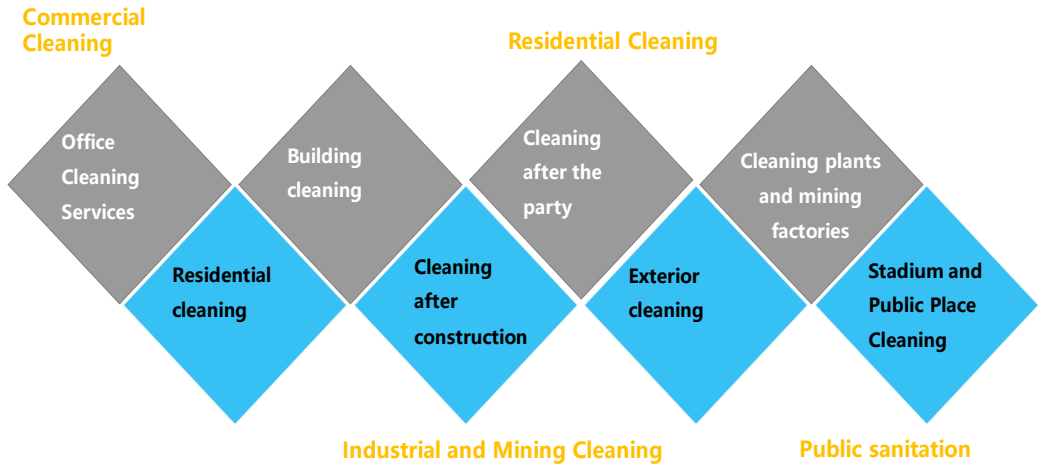 Commercial
Cleaning
Residential Cleaning
Office
Cleaning
Services
Building
cleaning
Cleaning
after the
party
Cleaning plants
and mining
factories
Residential
cleaning
Cleaning
after
construction
Exterior
cleaning
Stadium and
Public Place
Cleaning
Industrial and Mining Cleaning
Public sanitation